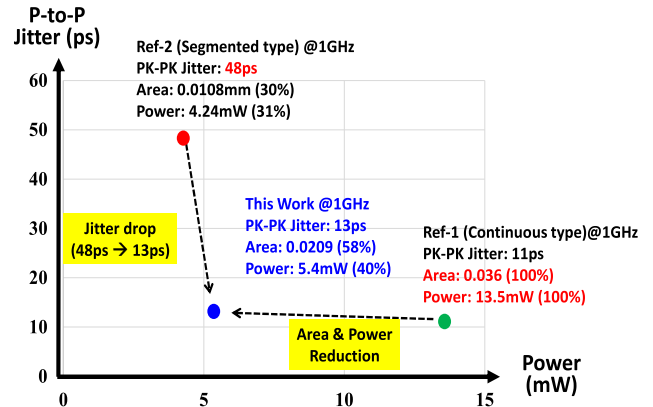 P-to-P
Jitter (ps)
Ref-2 (Segmented type) @1GHz
PK-PK Jitter: 48ps
Area: 0.0108mm (30%)
Power: 4.24mW (31%)
60
50
40
30
20
10
0
Jitter drop
(48ps → 13ps)
This Work @1GHz
PK-PK Jitter: 13ps
Area: 0.0209 (58%)
Power: 5.4mW (40%)
Ref-1 (Continuous type)@1GHz
PK-PK Jitter: 11ps
Area: 0.036 (100%)
Power: 13.5mW (100%)
Area & Power
Reduction
0
5
10
15
Power
(mW)